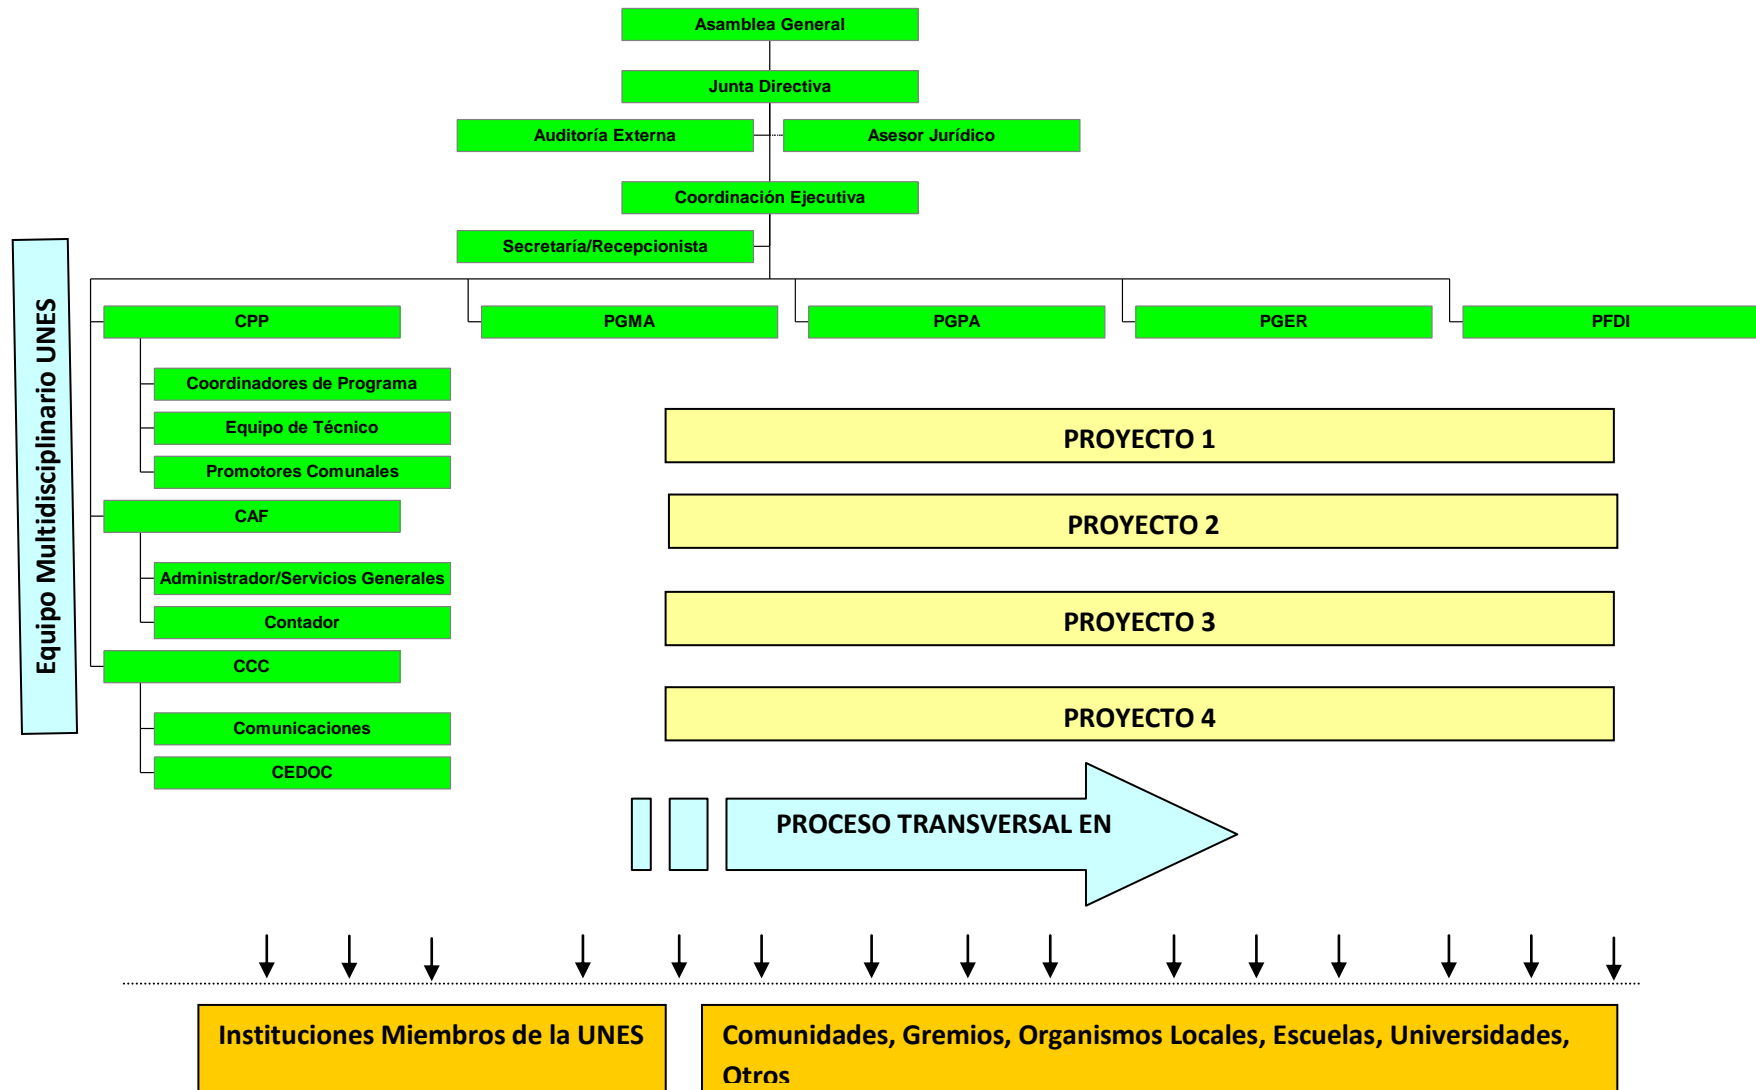 Asamblea General
Junta Directiva
Auditoría Externa
Asesor Jurídico
Coordinación Ejecutiva
Secretaría/Recepcionista
Equipo Multidisciplinario UNES
CPP
PGMA
PGPA
PGER
PFDI
Coordinadores de Programa
Equipo de Técnico
Promotores Comunales
CAF
Administrador/Servicios Generales
Contador
CCC
Comunicaciones
CEDOC
PROYECTO 1
PROYECTO 2
PROYECTO 3
PROYECTO 4
PROCESO TRANSVERSAL EN
Instituciones Miembros de la UNES
Comunidades, Gremios, Organismos Locales, Escuelas, Universidades,
Otros